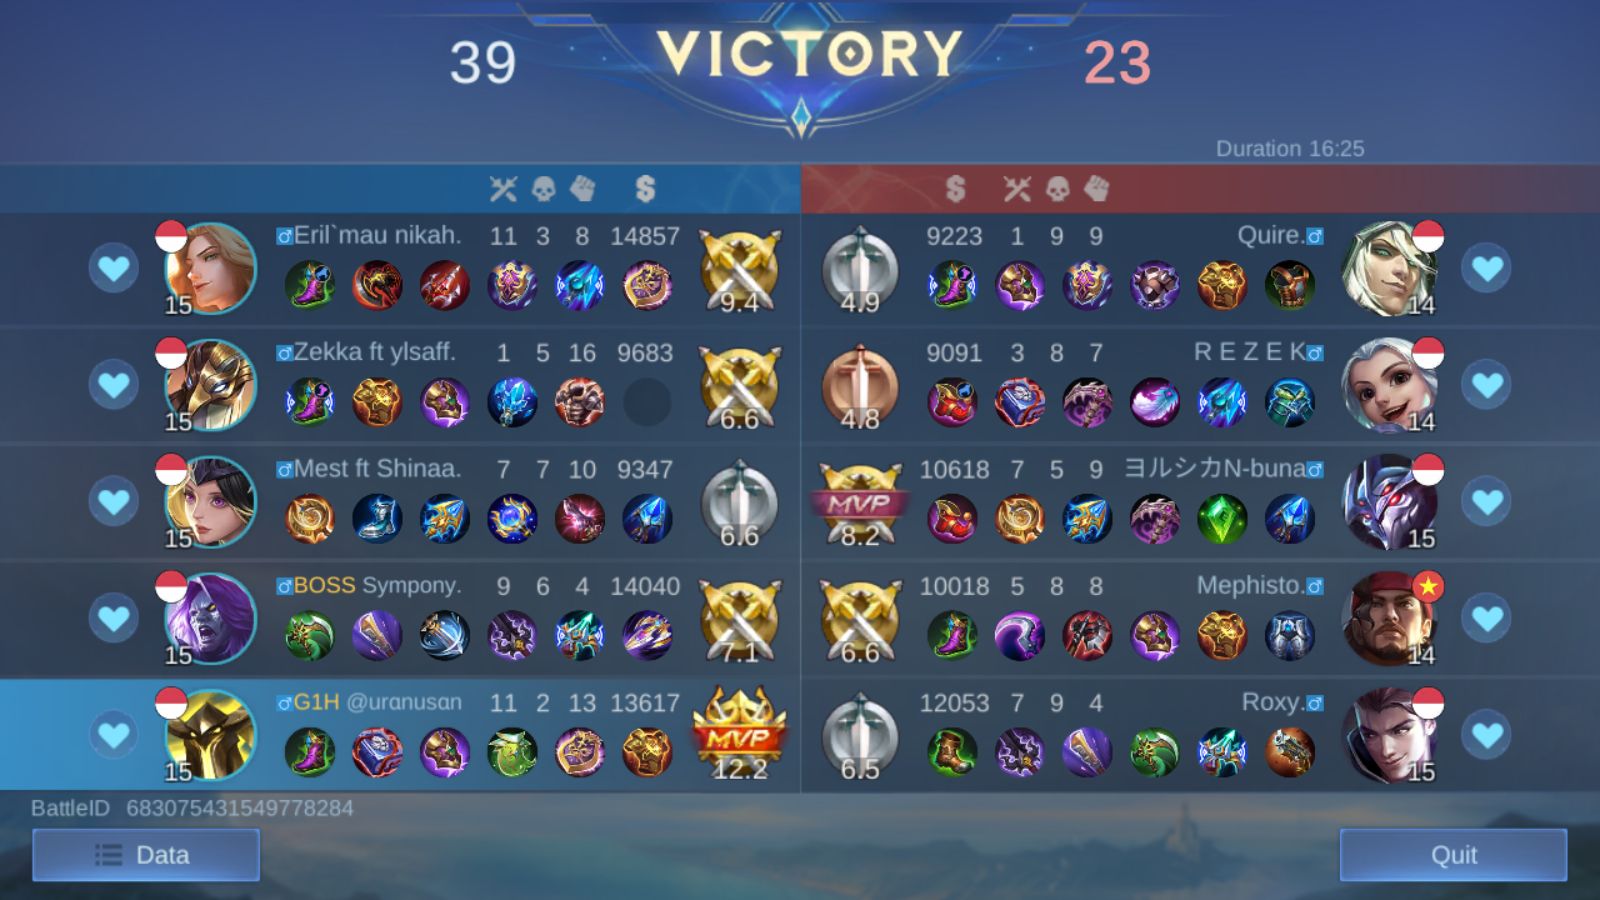 39 VICTORY 23
Duration 16:25
Eril`mau nikah. 11 3 8 14857
15 9.4
9223 1 9 9 Quire.
4.9 14
Zekka ft ylsaff. 1 5 16 9683
15 6.6
9091 3 8 7 R E Z E K
4.8 14
Mest ft Shinaa. 7 7 10 9347
15 6.6
10618 7 5 9 ヨルシカN-buna
MVP
8.2 15
BOSS Sympony. 9 6 4 14040
15 7.1
10018 5 8 8 Mephisto.
6.6 14
G1H @urɑnusɑn 11 2 13 13617
MVP
15 12.2
12053 7 9 4 Roxy.
6.5 15
BattleID 683075431549778284
Data
Quit